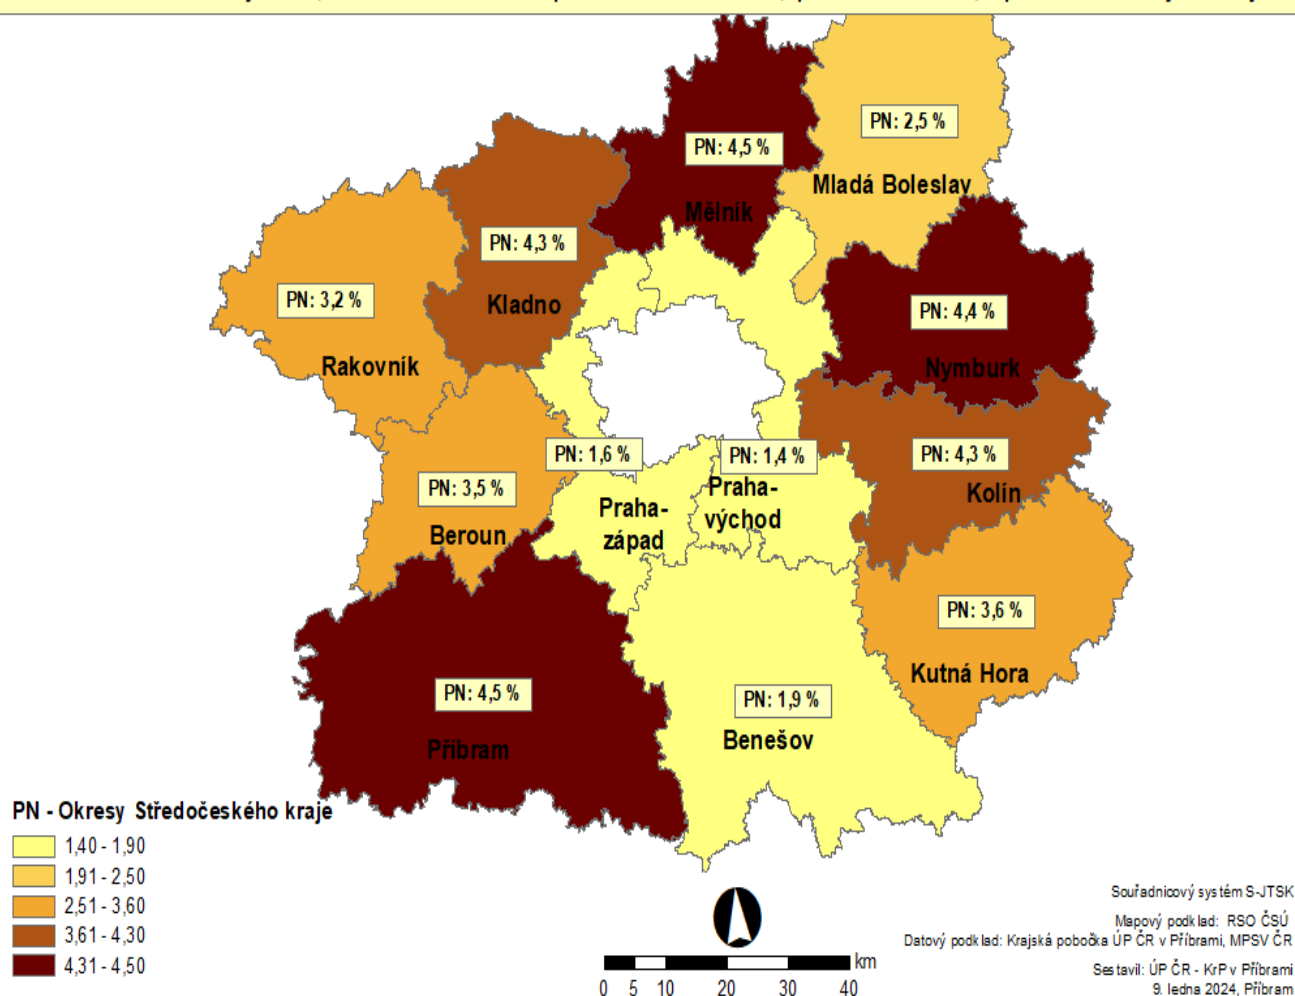 PN: 2,5 %
PN: 4,5 %
Mladá Boleslav
Mělník
PN: 4,3 %
PN: 3,2 %
Kladno
PN: 4,4 %
Rakovník
Nymburk
PN: 1,6 %
PN: 1,4 %
PN: 4,3 %
PN: 3,5 %
Praha-
východ
Kolín
Praha-
západ
Beroun
PN: 3,6 %
Kutná Hora
PN: 4,5 %
PN: 1,9 %
Benešov
Příbram
PN - Okresy Středočeského kraje
1,40 - 1,90
1,91 - 2,50
2,51 - 3,60
3,61 - 4,30
4,31 - 4,50
km
0 5 10 20 30 40
Souřadnicový systém S-JTSK
Mapový podklad: RSO ČSÚ
Datový podklad: Krajská pobočka ÚP ČR v Příbrami, MPSV ČR
Sestavil: ÚP ČR - KrP v Příbrami
9. ledna 2024, Příbram